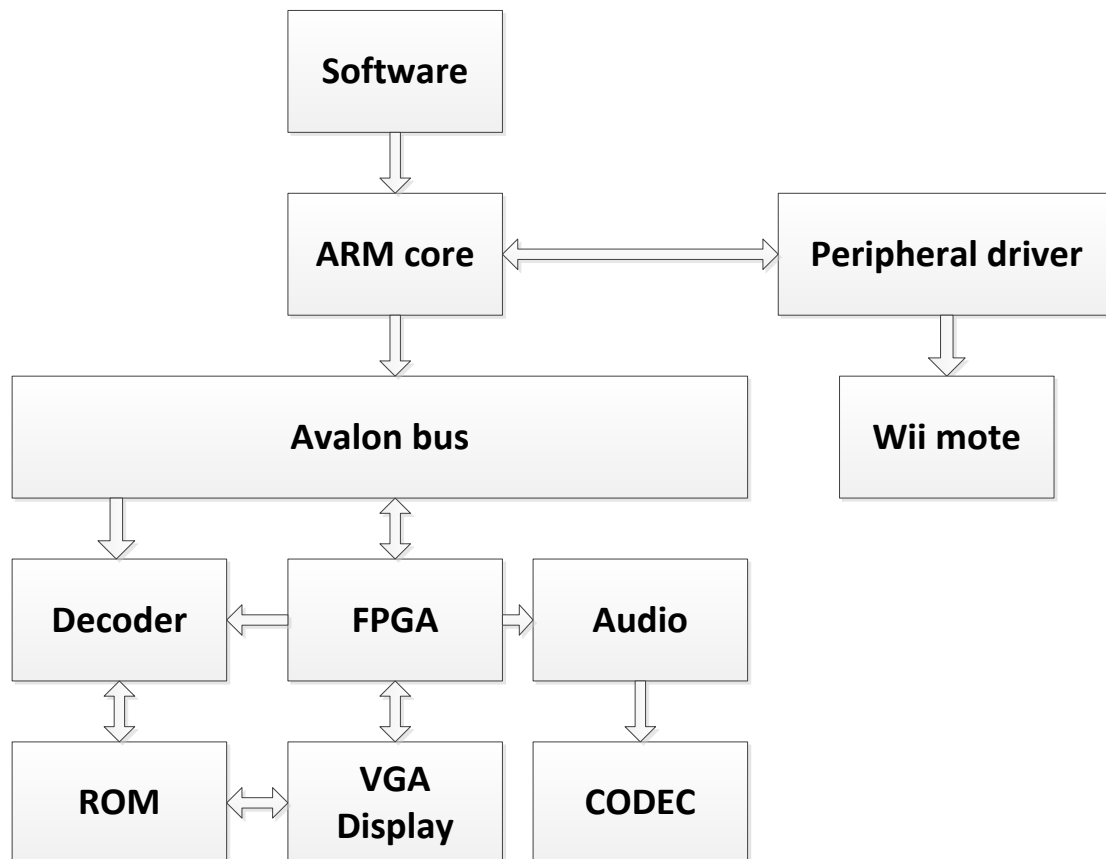 Software
ARM core
Peripheral driver
Avalon bus
Wii mote
Decoder
FPGA
Audio
ROM
VGA
Display
CODEC